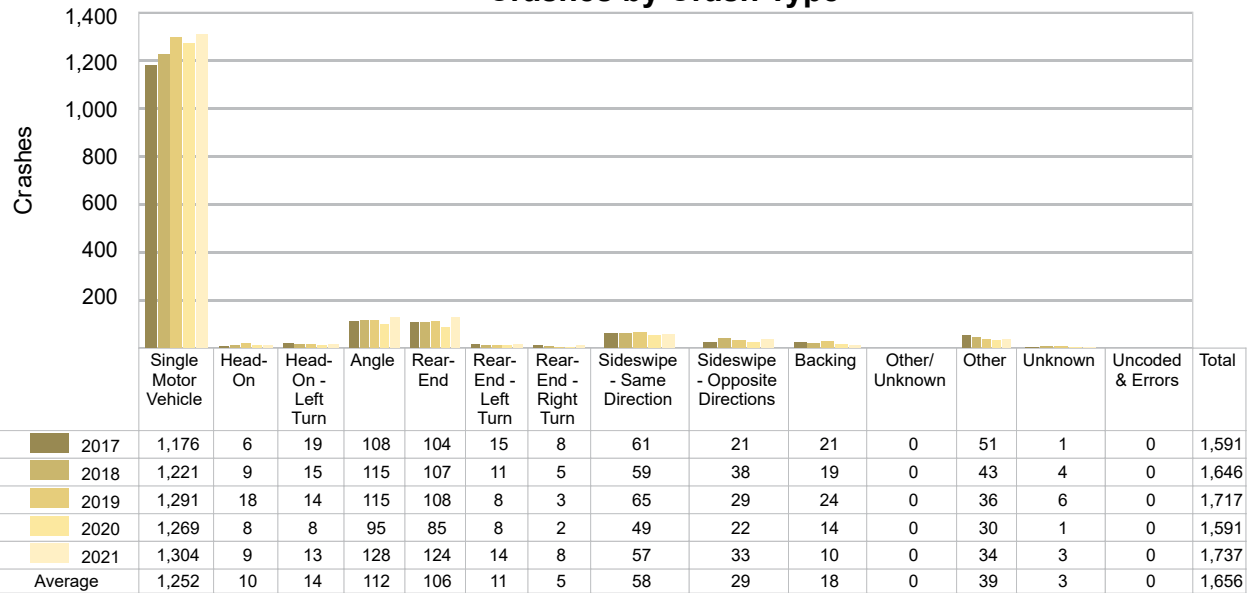 1,400
1,200
1,000
800
600
400
200
Crashes
Single Motor Vehicle	Head-On	Head-On - Left Turn	Angle	Rear-End	Rear-End - Left Turn	Rear-End - Right Turn	Sideswipe - Same Direction	Sideswipe - Opposite Directions	Backing	Other/ Unknown	Other	Unknown	Uncoded & Errors	Total
2017	1,176	6	19	108	104	15	8	61	21	21	0	51	1	0	1,591
2018	1,221	9	15	115	107	11	5	59	38	19	0	43	4	0	1,646
2019	1,291	18	14	115	108	8	3	65	29	24	0	36	6	0	1,717
2020	1,269	8	8	95	85	8	2	49	22	14	0	30	1	0	1,591
2021	1,304	9	13	128	124	14	8	57	33	10	0	34	3	0	1,737
Average	1,252	10	14	112	106	11	5	58	29	18	0	39	3	0	1,656